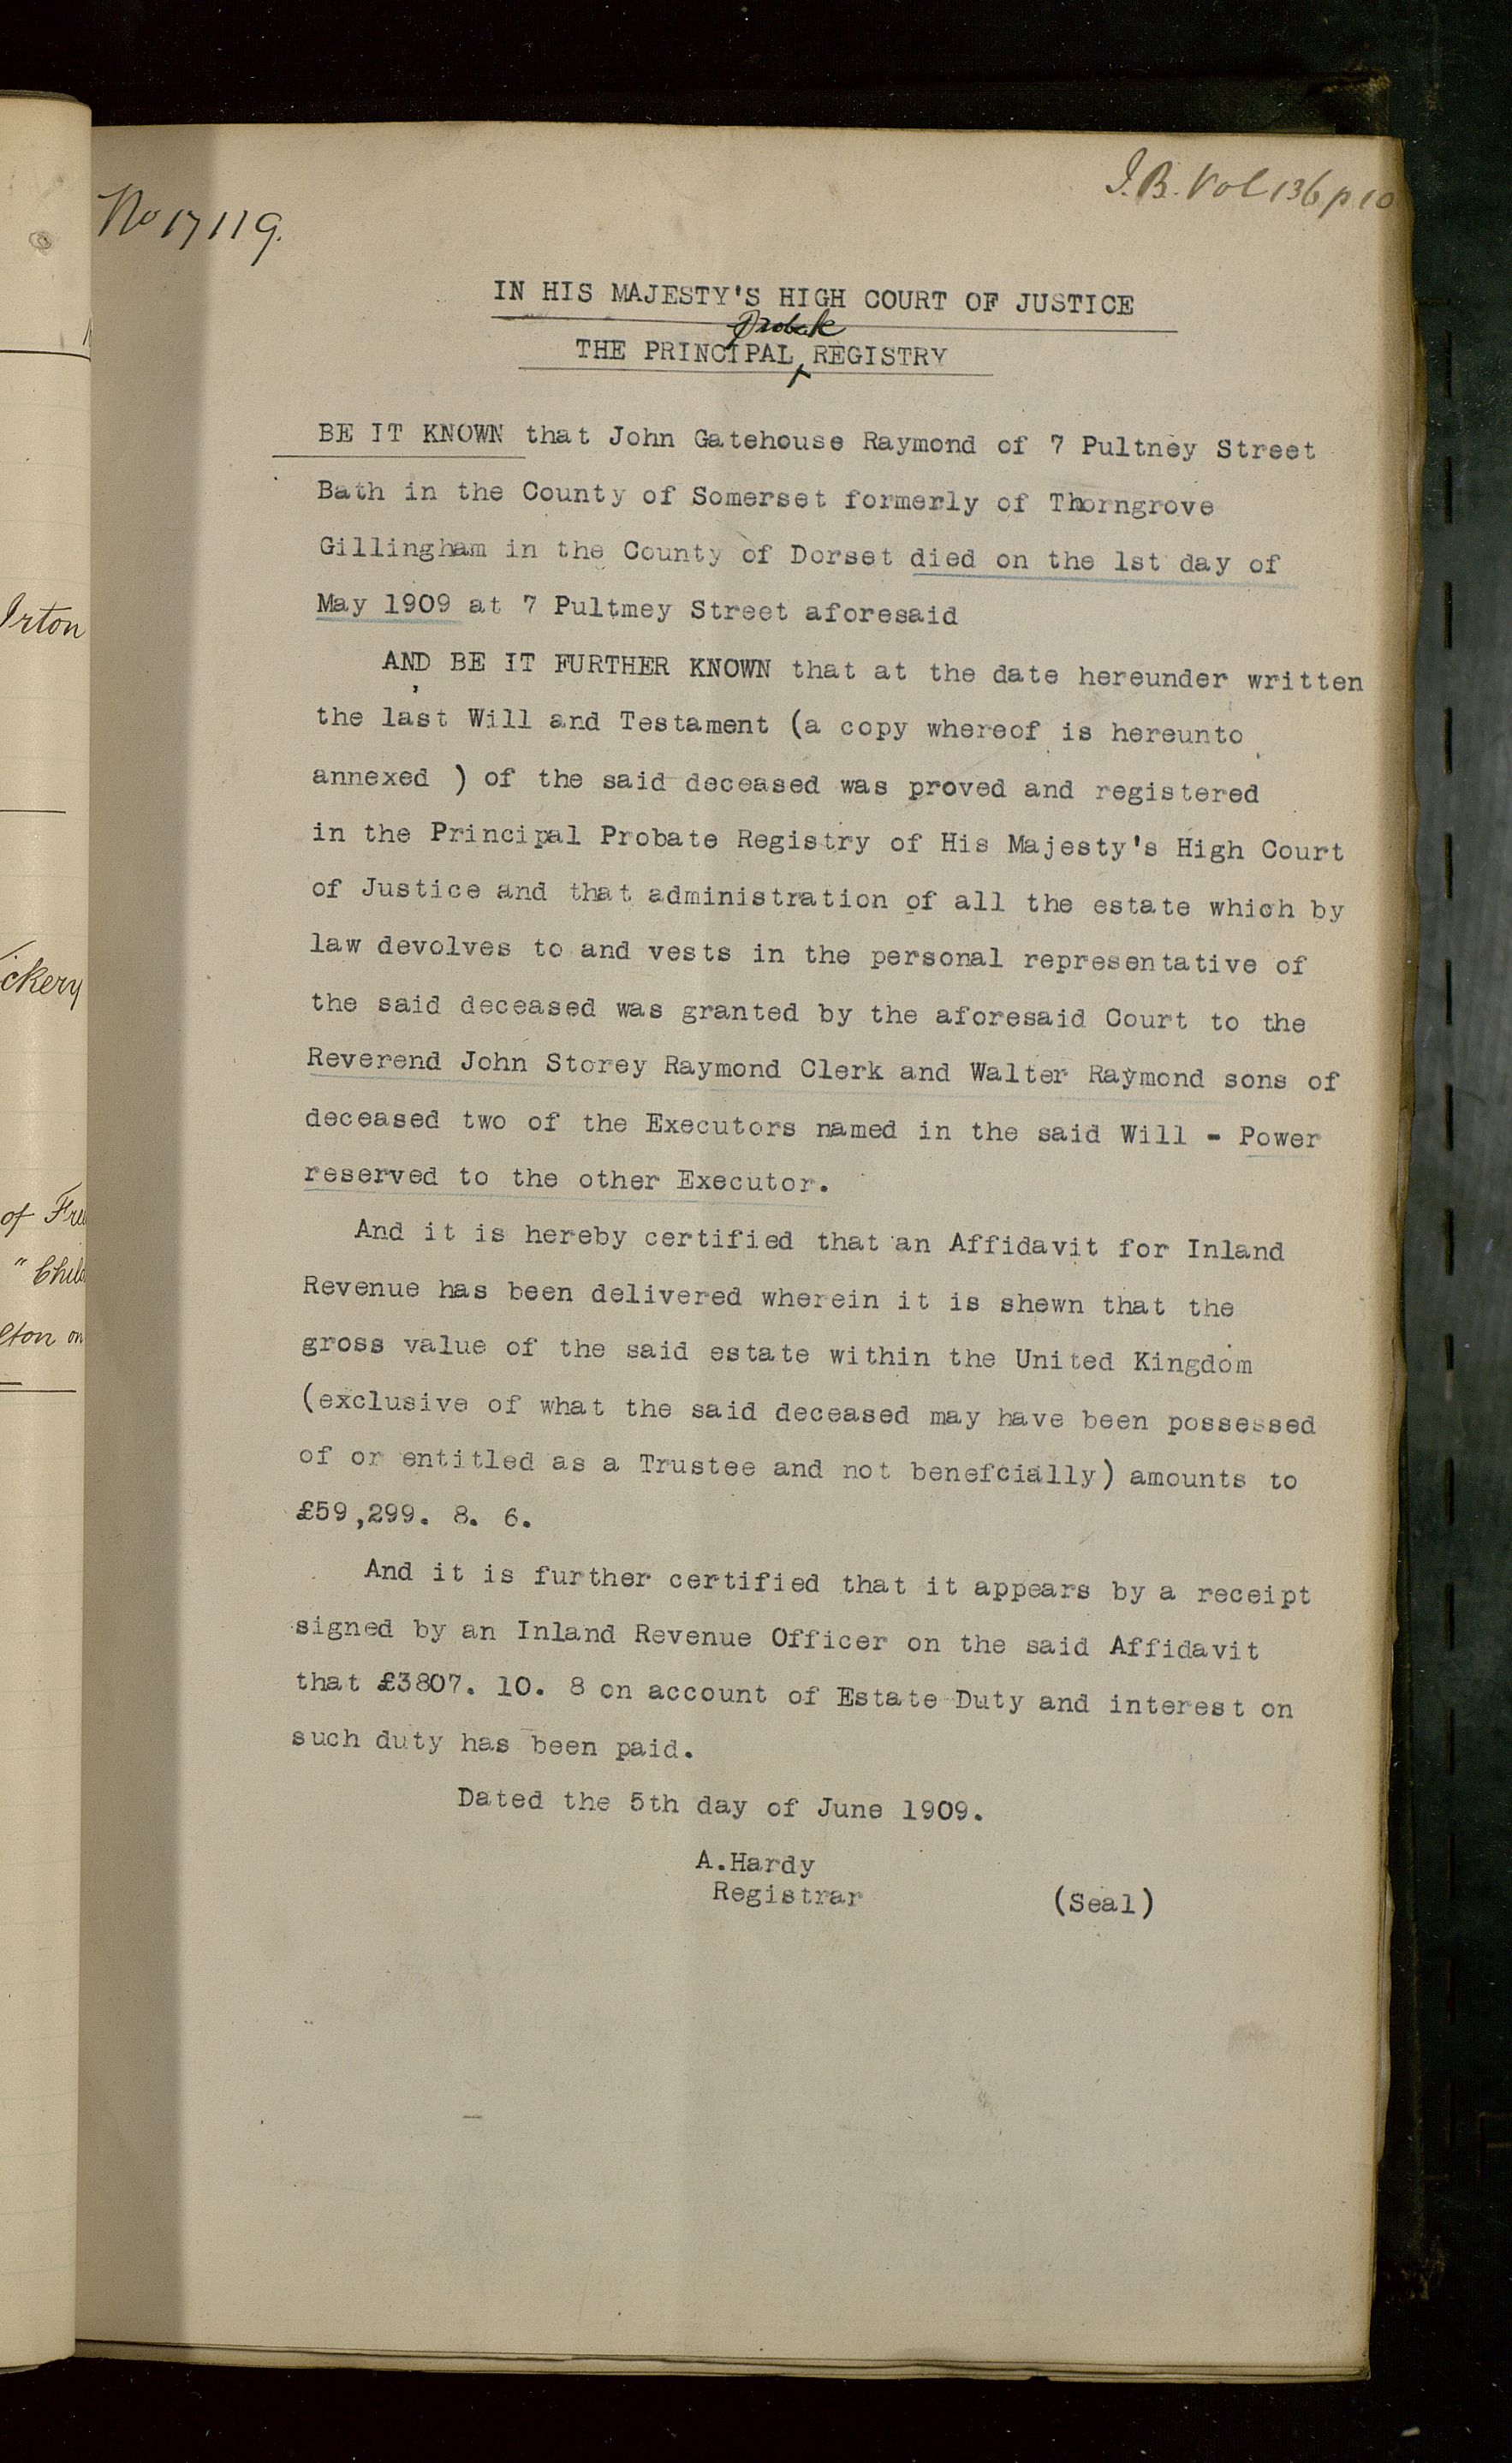 I.B. Vol 136 p 10
No 17119.
IN HIS MAJESTY'S HIGH COURT OF JUSTICE
Probate
THE PRINCIPAL REGISTRY
BE IT KNOWN that John Gatehouse Raymond of 7 Pultney Street
Bath in the County of Somerset formerly of Thorngrove
Gillingham in the County of Dorset died on the 1st day of
May 1909 at 7 Pultmey Street aforesaid
AND BE IT FURTHER KNOWN that at the date hereunder written
the last Will and Testament (a copy whereof is hereunto
annexed ) of the said deceased was proved and registered
in the Principal Probate Registry of His Majesty's High Court
of Justice and that administration of all the estate which by
law devolves to and vests in the personal representative of
the said deceased was granted by the aforesaid Court to the
Reverend John Storey Raymond Clerk and Walter Raymond sons of
deceased two of the Executors named in the said Will - Power
reserved to the other Executor.
And it is hereby certified that an Affidavit for Inland
Revenue has been delivered wherein it is shewn that the
gross value of the said estate within the United Kingdom
(exclusive of what the said deceased may have been possessed
of or entitled as a Trustee and not benefcially) amounts to
£59,299. 8. 6.
And it is further certified that it appears by a receipt
signed by an Inland Revenue Officer on the said Affidavit
that £3807. 10. 8 on account of Estate Duty and interest on
such duty has been paid.
Dated the 5th day of June 1909.
A.Hardy
Registrar (Seal)
Irton
ckery
of Fre
" Chil
lton on